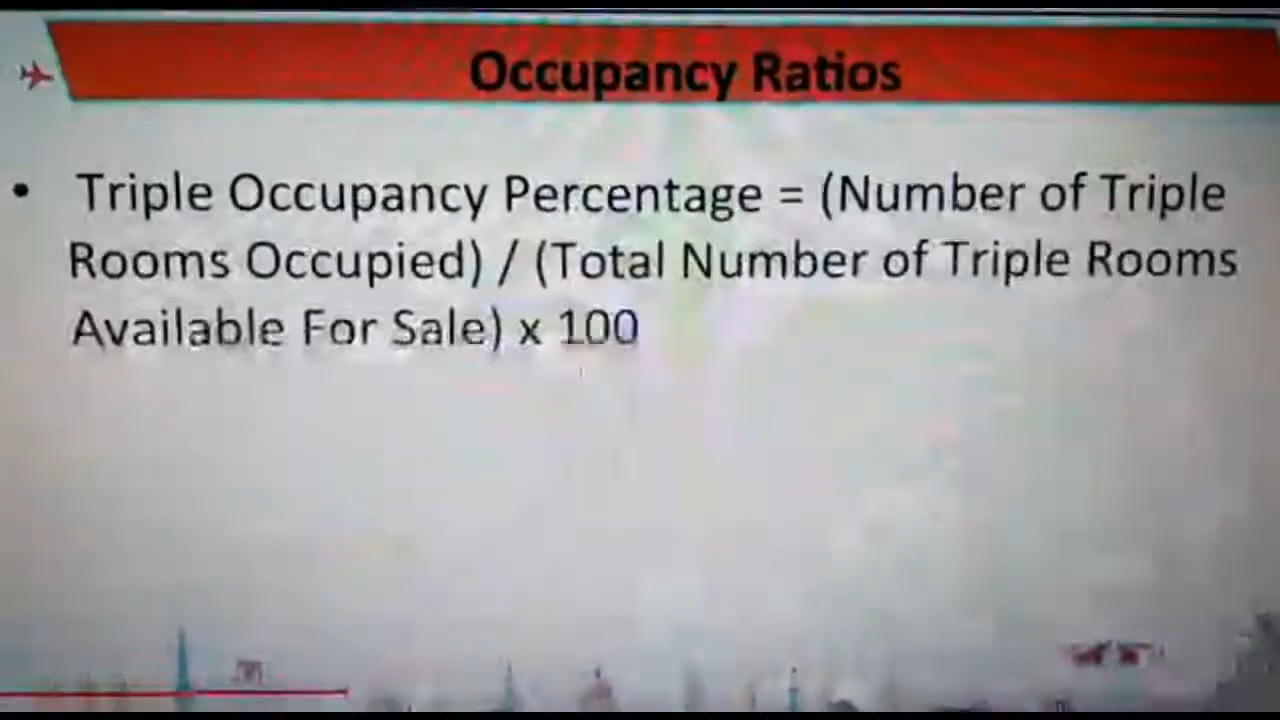 Occupancy Ratios
• Triple Occupancy Percentage = (Number of Triple
Rooms Occupied) / (Total Number of Triple Rooms
Available For Sale) x 100